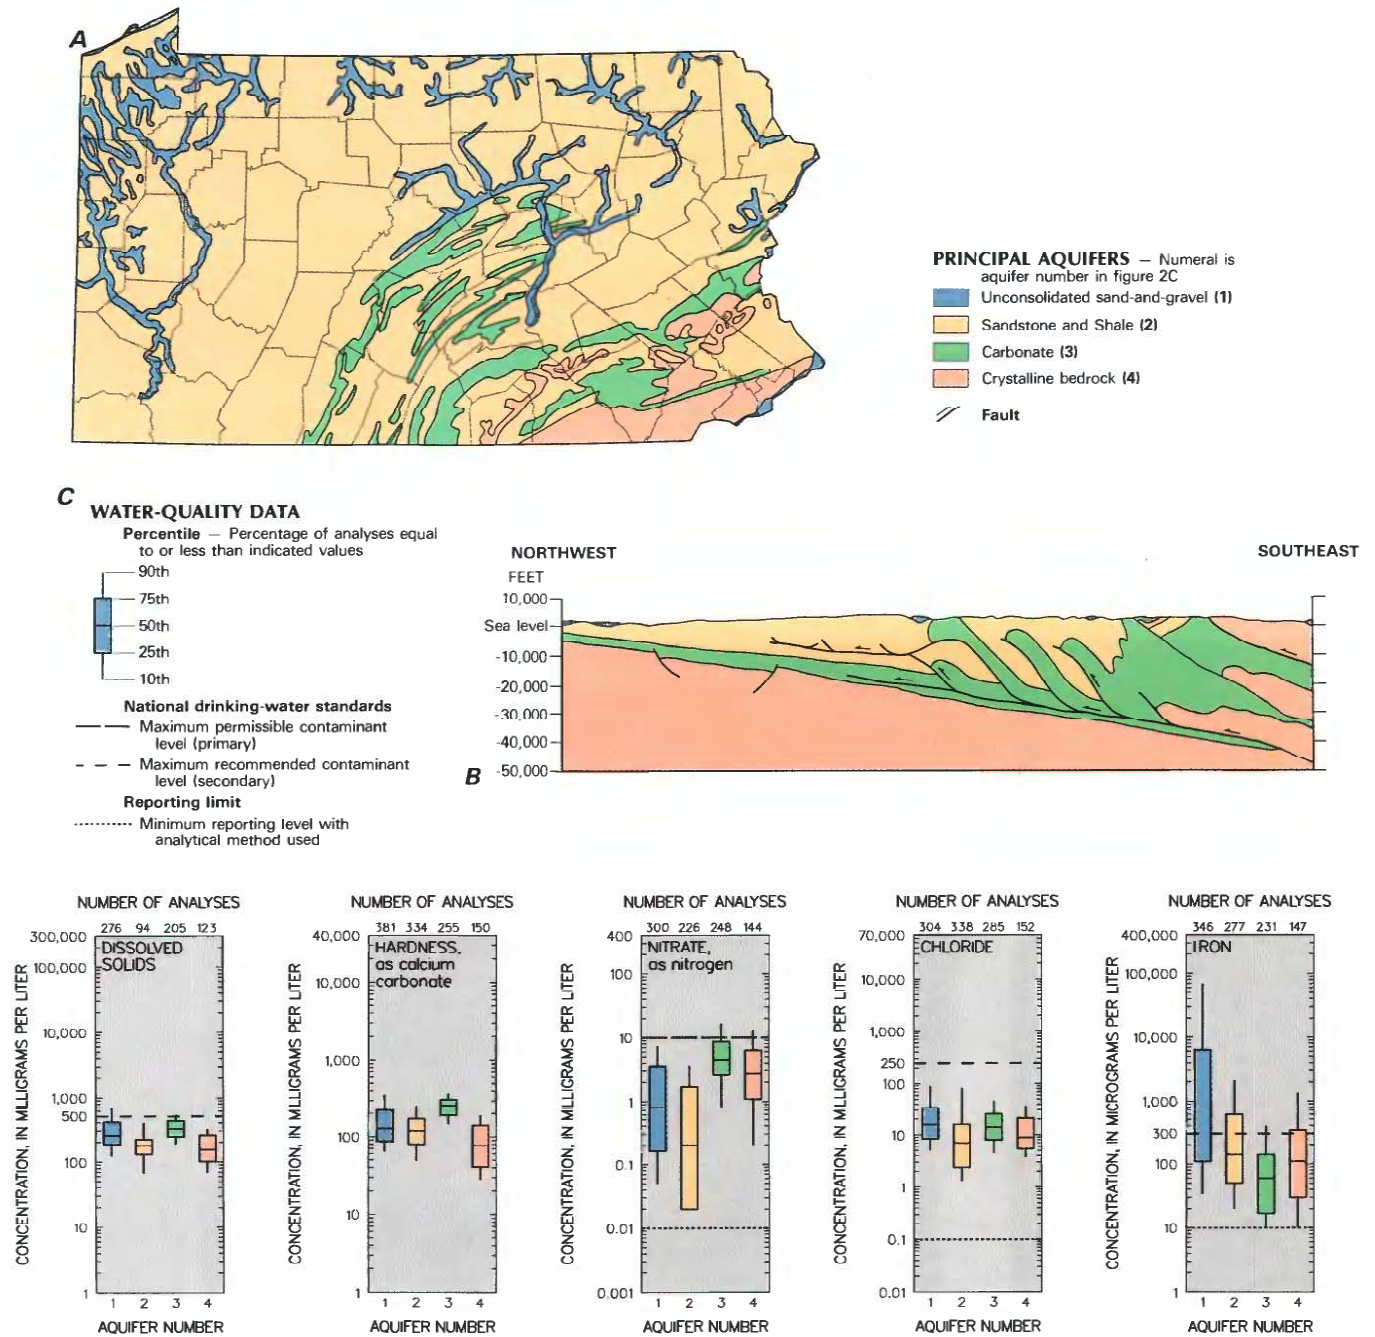 A
PRINCIPAL AQUIFERS — Numeral is
aquifer number in figure 2C
Unconsolidated sand-and-gravel (1)
Sandstone and Shale (2)
Carbonate (3)
Crystalline bedrock (4)
Fault
C
WATER-QUALITY DATA
Percentile — Percentage of analyses equal
to or less than indicated values
90th
75th
50th
25th
10th
National drinking-water standards
Maximum permissible contaminant
level (primary)
Maximum recommended contaminant
level (secondary)
Reporting limit
Minimum reporting level with
analytical method used
NORTHWEST
SOUTHEAST
FEET
10,000
Sea level
-10,000
-20,000
-30,000
-40,000
-50,000
B
NUMBER OF ANALYSES
276 94 205 123
DISSOLVED
SOLIDS
300,000
100,000
10,000
1,000
500
100
10
1
CONCENTRATION, IN MILLIGRAMS PER LITER
1 2 3 4
AQUIFER NUMBER
NUMBER OF ANALYSES
381 334 255 150
HARDNESS,
as calcium
carbonate
40,000
10,000
1,000
100
10
1
CONCENTRATION, IN MILLIGRAMS PER LITER
1 2 3 4
AQUIFER NUMBER
NUMBER OF ANALYSES
300 226 248 144
NITRATE,
as nitrogen
400
100
10
1
0.1
0.01
0.001
CONCENTRATION, IN MILLIGRAMS PER LITER
1 2 3 4
AQUIFER NUMBER
NUMBER OF ANALYSES
304 338 285 152
CHLORIDE
70,000
10,000
1,000
250
100
10
1
0.1
0.01
CONCENTRATION, IN MILLIGRAMS PER LITER
1 2 3 4
AQUIFER NUMBER
NUMBER OF ANALYSES
346 277 231 147
IRON
400,000
100,000
10,000
1,000
300
100
10
1
CONCENTRATION, IN MICROGRAMS PER LITER
1 2 3 4
AQUIFER NUMBER